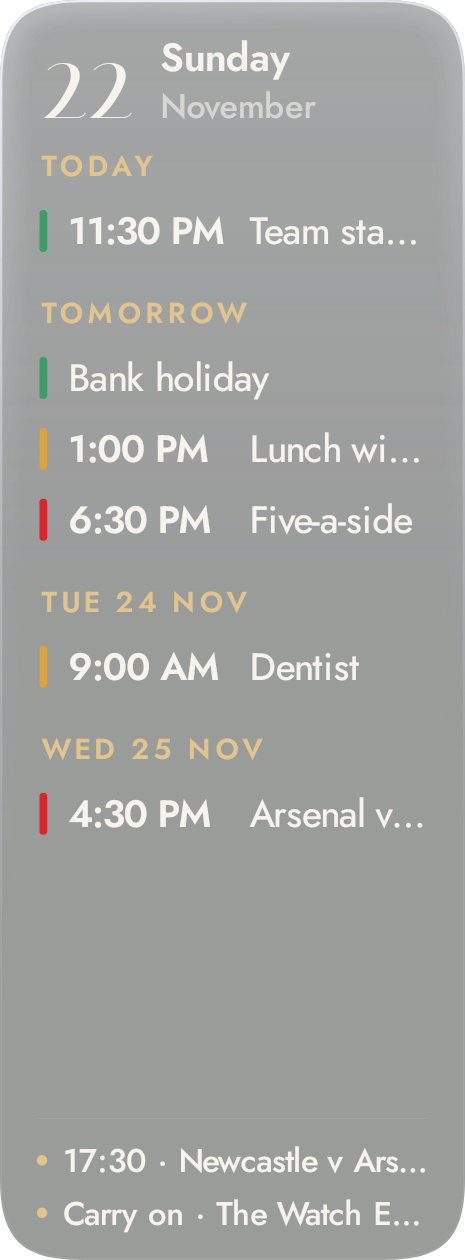 22 Sunday
November
TODAY
11:30 PM Team sta...
TOMORROW
Bank holiday
1:00 PM Lunch wi...
6:30 PM Five-a-side
TUE 24 NOV
9:00 AM Dentist
WED 25 NOV
4:30 PM Arsenal v...
• 17:30 · Newcastle v Ars...
• Carry on · The Watch E...